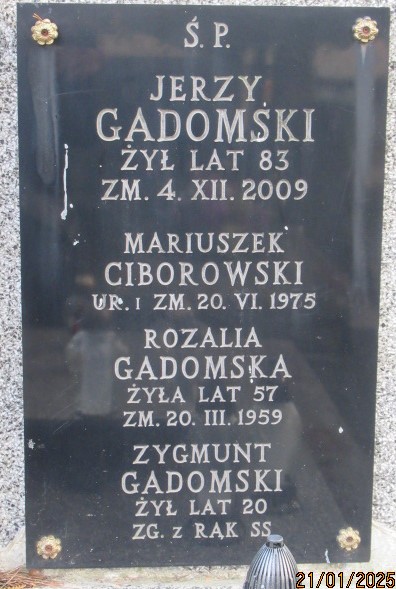 Ś. P.
JERZY
GADOMSKI
ŻYŁ LAT 83
ZM. 4. XII. 2009
MARIUSZEK
CIBOROWSKI
UR. I ZM. 20. VI. 1975
ROZALIA
GADOMSKA
ŻYŁA LAT 57
ZM. 20. III. 1959
ZYGMUNT
GADOMSKI
ŻYŁ LAT 20
ZG. Z RĄK SS
21/01/2025